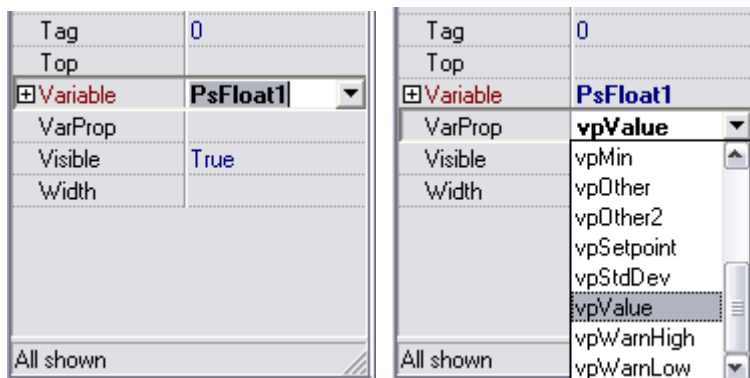 Tag 0
Top
Variable PsFloat1
VarProp
Visible True
Width
All shown
Tag 0
Top
Variable PsFloat1
VarProp vpValue
Visible vpMin
Width vpOther
vpOther2
vpSetpoint
vpStdDev
vpValue
vpWarnHigh
All shown vpWarnLow